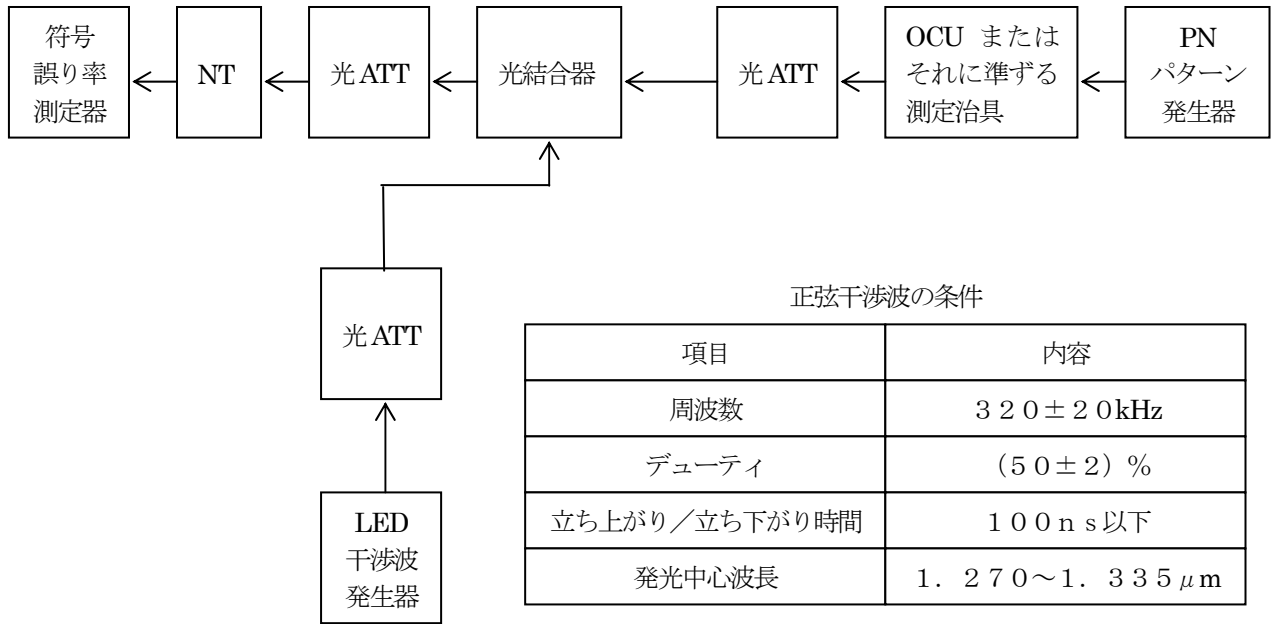 符号
誤り率
測定器
NT
光ATT
光結合器
光ATT
OCU または
それに準ずる
測定治具
PN
パターン
発生器
光ATT
LED
干渉波
発生器
正弦干渉波の条件
項目 内容
周波数 320±20kHz
デューティ (50±2)%
立ち上がり/立ち下がり時間 100ns以下
発光中心波長 1.270~1.335μm